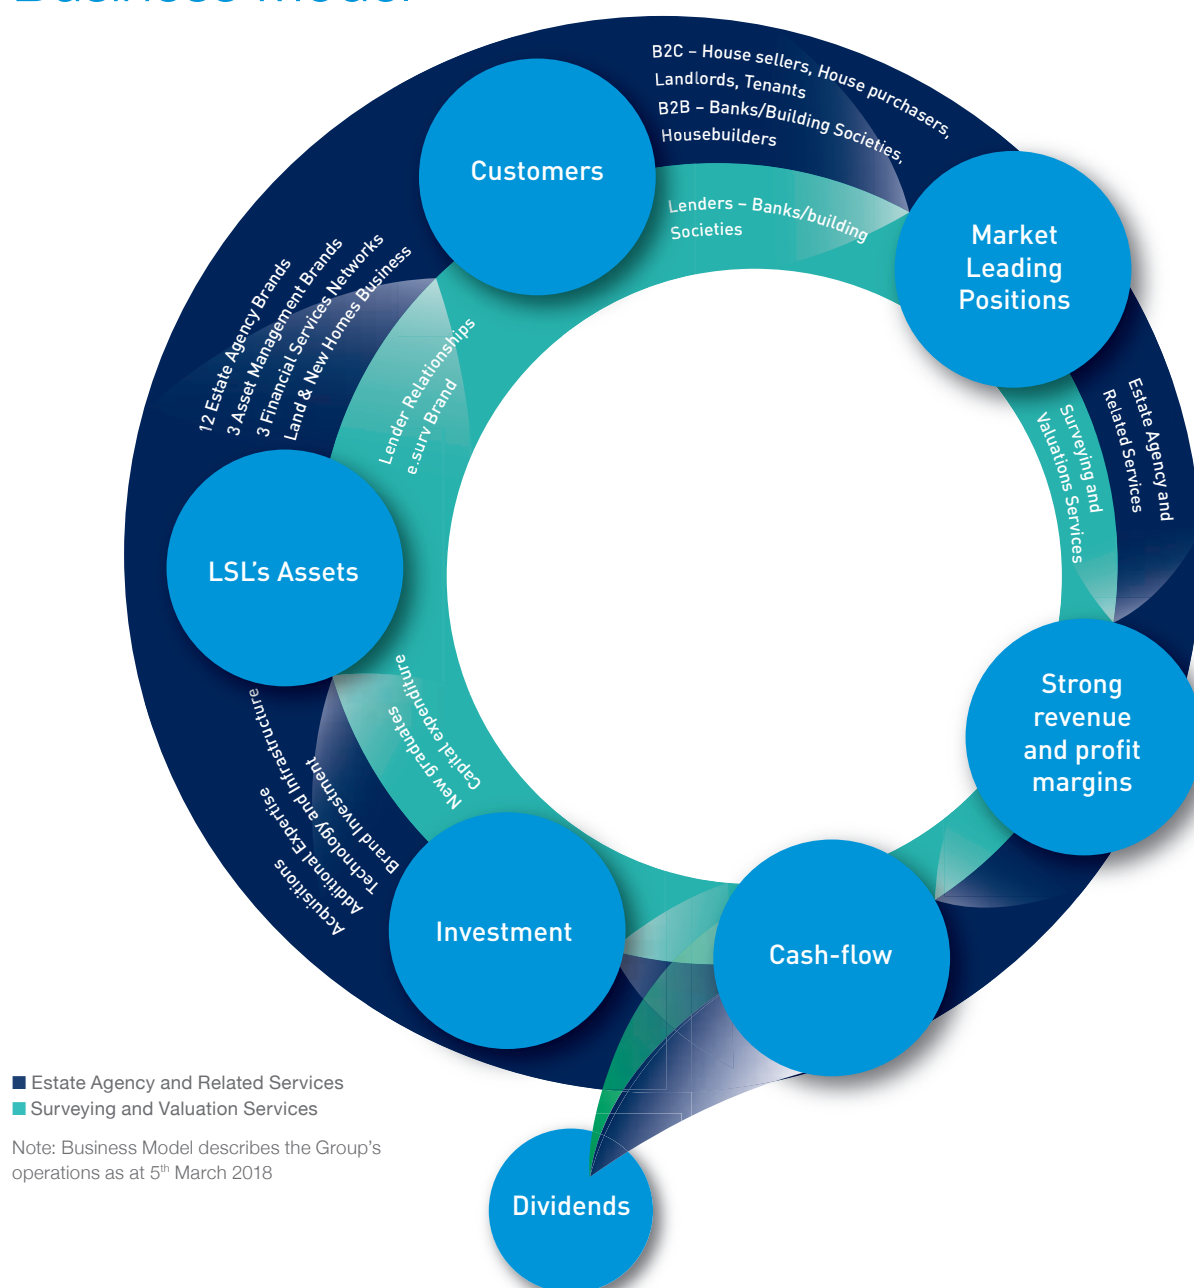 Business Model
B2C – House sellers, House purchasers,
Landlords, Tenants
B2B – Banks/Building Societies,
Housebuilders
Customers
Lenders – Banks/building
Societies
Market
Leading
Positions
12 Estate Agency Brands
3 Asset Management Brands
3 Financial Services Networks
Land & New Homes Business
Lender Relationships
e.surv Brand
Estate Agency and
Related Services
Surveying and
Valuations Services
LSL's Assets
Strong
revenue
and profit
margins
Capital expenditure
New graduates
Brand Investment
Technology and Infrastructure
Additional Expertise
Acquisitions
Investment
Cash-flow
Dividends
Estate Agency and Related Services
Surveying and Valuation Services
Note: Business Model describes the Group's
operations as at 5th March 2018